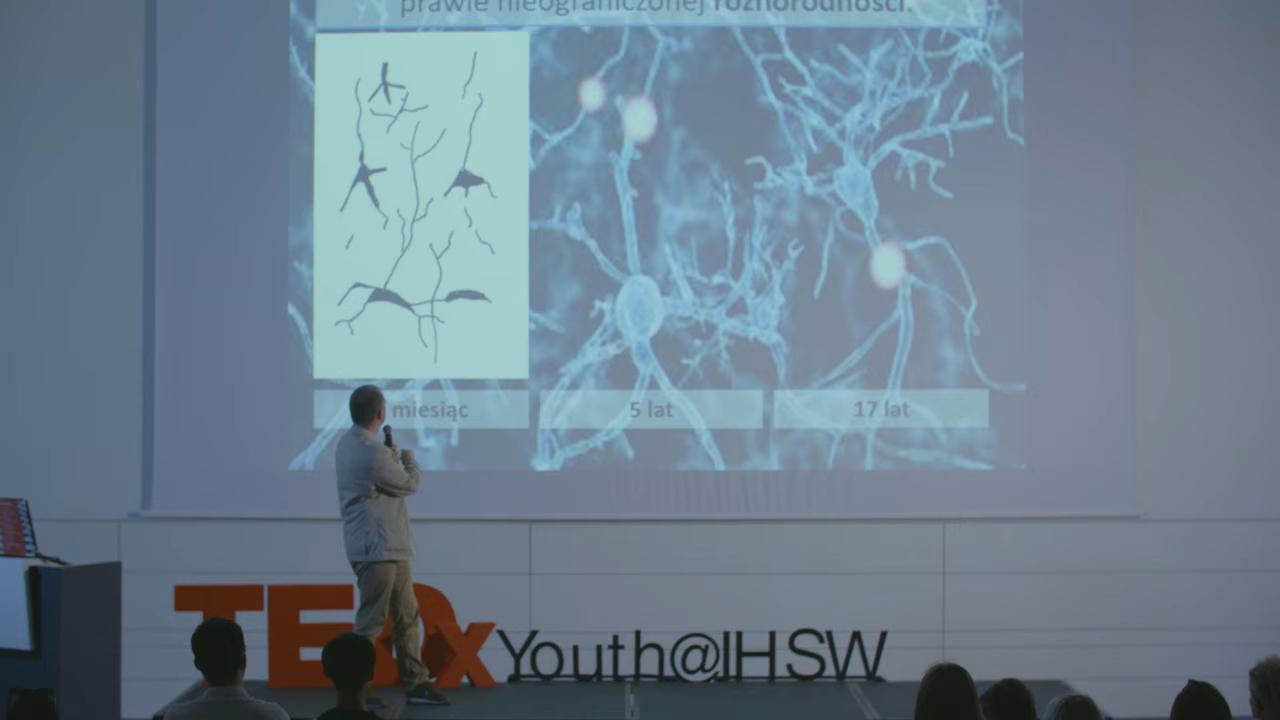 prawie nieograniczonej różnorodności.
miesiąc
5 lat
17 lat
TEDx
Youth@IHSW